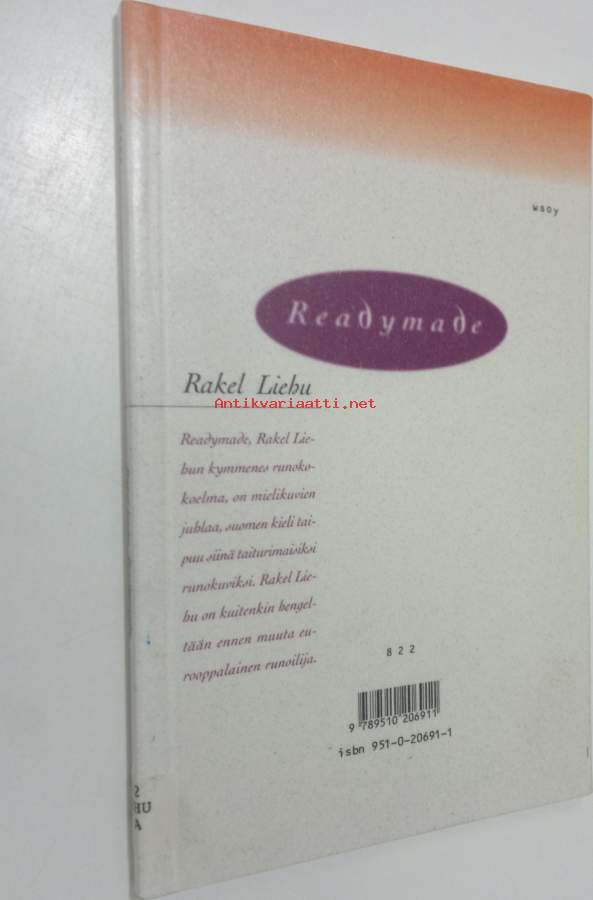 wsoy
Readymade
Rakel Liehu
Antikvariaatti.net
Readymade, Rakel Lie-
hun kymmenes runoko-
koelma, on mielikuvien
juhlaa, suomen kieli tai-
puu siinä taiturimaisiksi
runokuviksi. Rakel Lie-
hu on kuitenkin hengel-
tään ennen muuta eu-
rooppalainen runoilija.
822
9 789510 206911
isbn 951-0-20691-1
2
HU
A